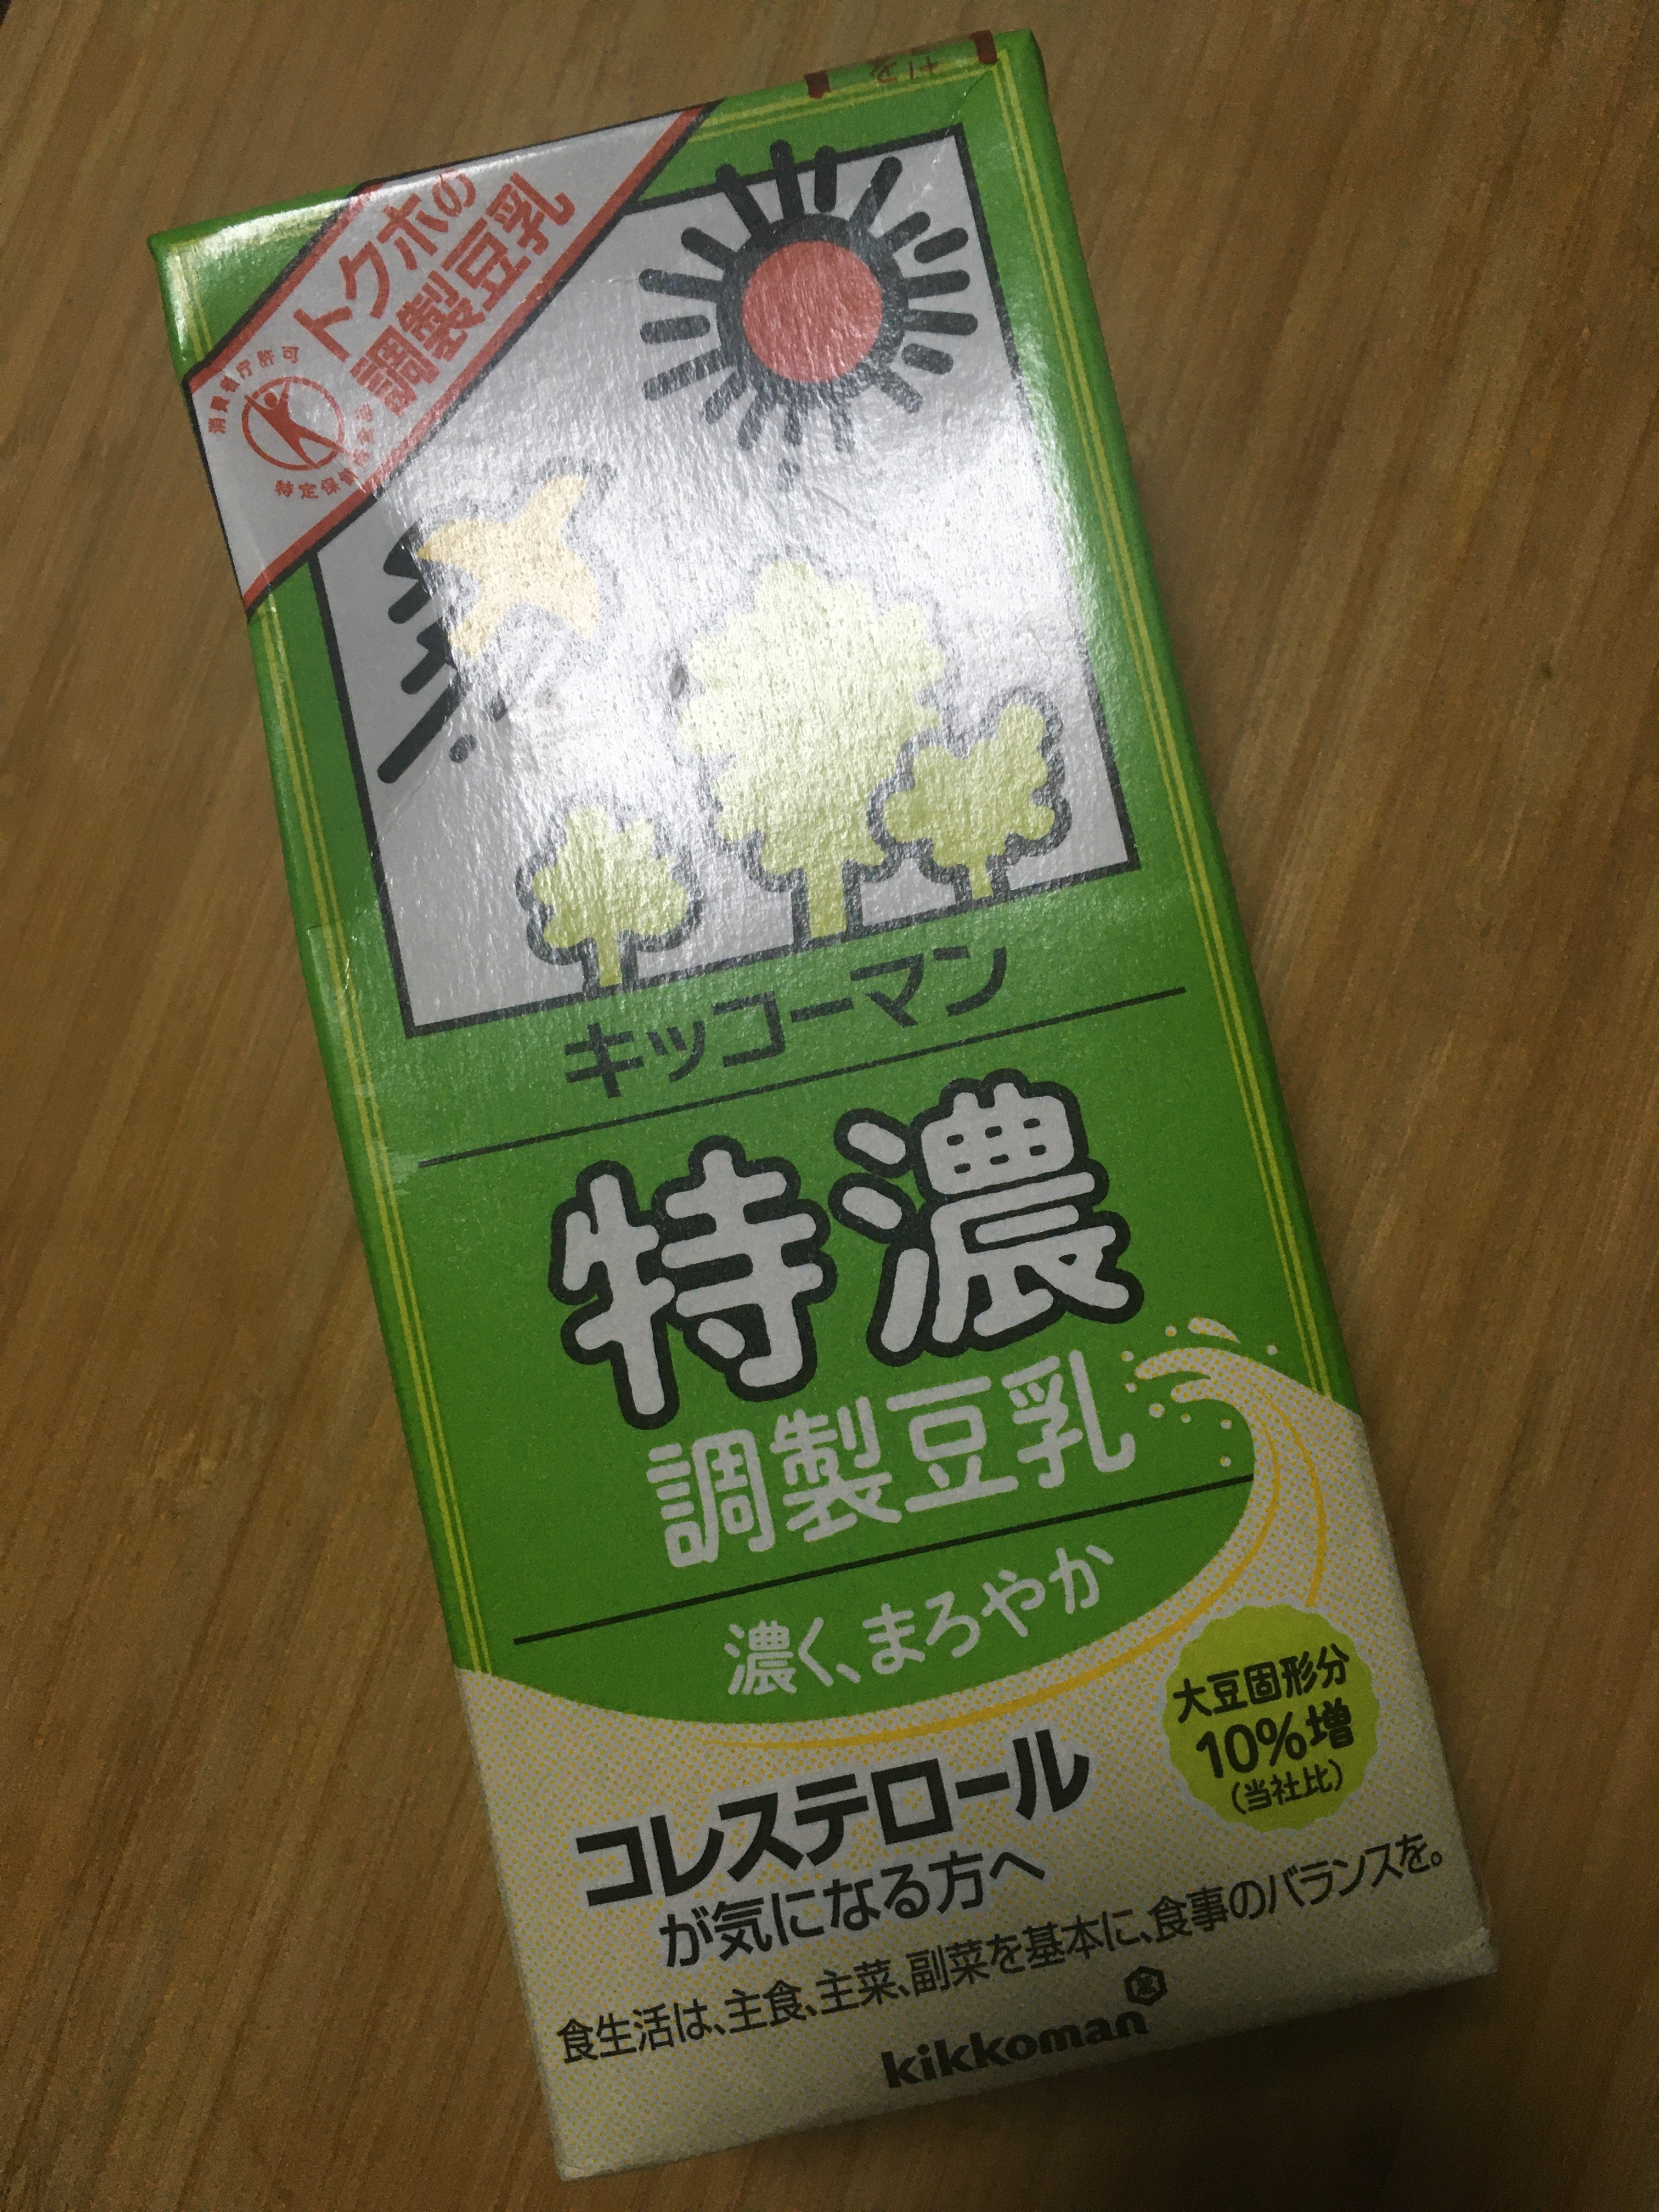 トクホの
調製豆乳
消費者庁許可
特定保健用食品
キッコーマン
特濃
調製豆乳
濃く、まろやか
大豆固形分
10%増
(当社比)
コレステロール
が気になる方へ
食生活は、主食、主菜、副菜を基本に、食事のバランスを。
kikkoman